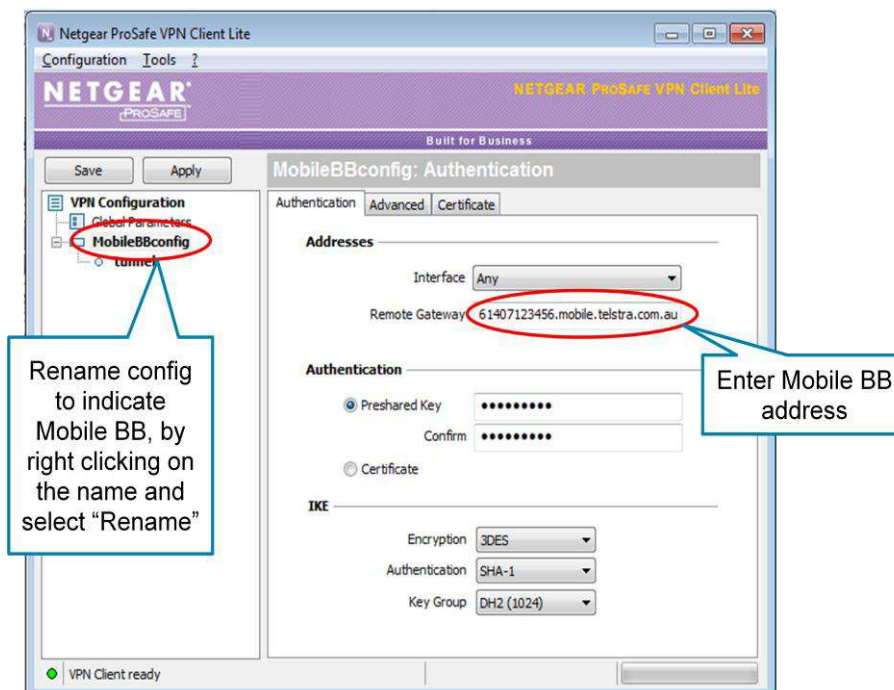 Netgear ProSafe VPN Client Lite
Configuration Tools ?
NETGEAR®
PROSAFE
NETGEAR PROSAFE VPN Client Lite
Built for Business
Save
Apply
MobileBBconfig: Authentication
VPN Configuration
Global Parameters
MobileBBconfig
tunnel
Authentication
Advanced
Certificate
Addresses
Interface Any
Remote Gateway 61407123456.mobile.telstra.com.au
Authentication
Preshared Key •••••••••
Confirm •••••••••
Certificate
IKE
Encryption 3DES
Authentication SHA-1
Key Group DH2 (1024)
VPN Client ready
Rename config
to indicate
Mobile BB, by
right clicking on
the name and
select “Rename”
Enter Mobile BB
address